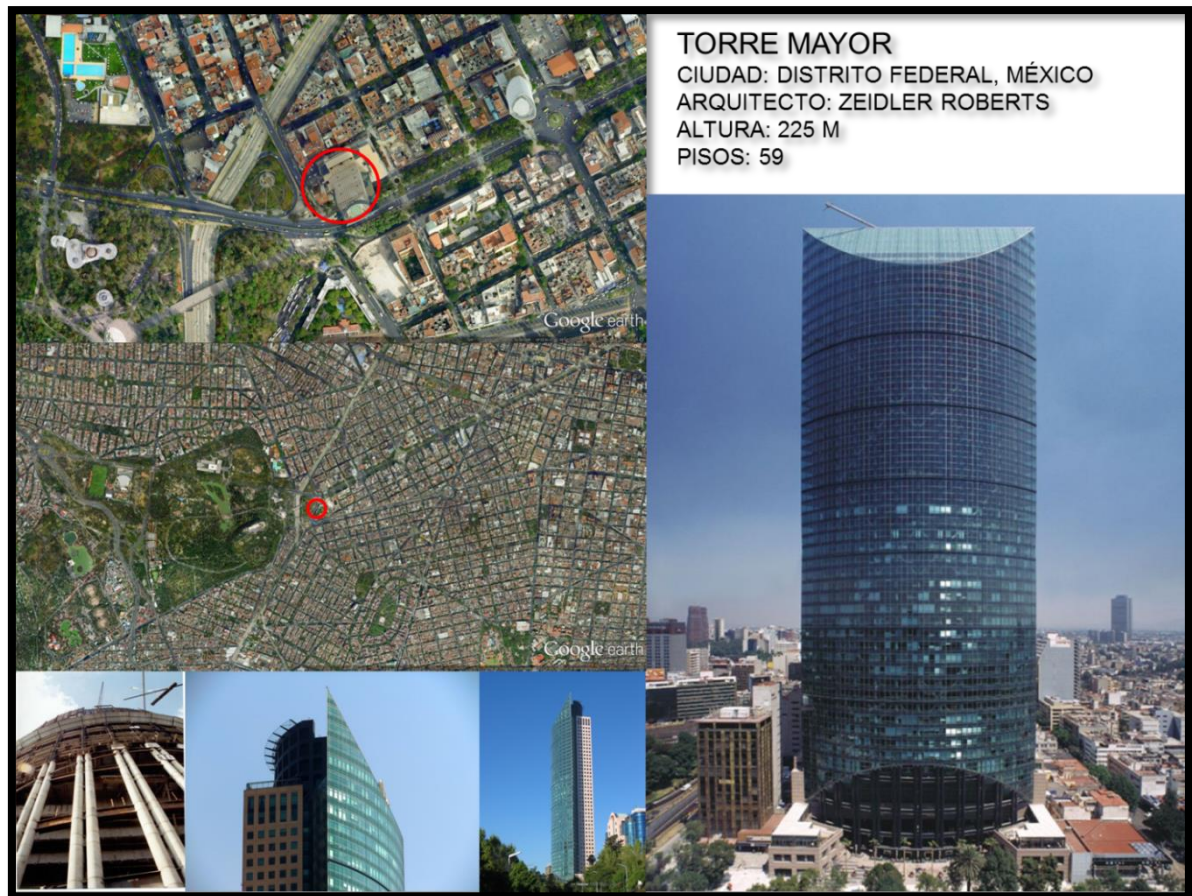 TORRE MAYOR
CIUDAD: DISTRITO FEDERAL, MÉXICO
ARQUITECTO: ZEIDLER ROBERTS
ALTURA: 225 M
PISOS: 59
Google earth
Google earth